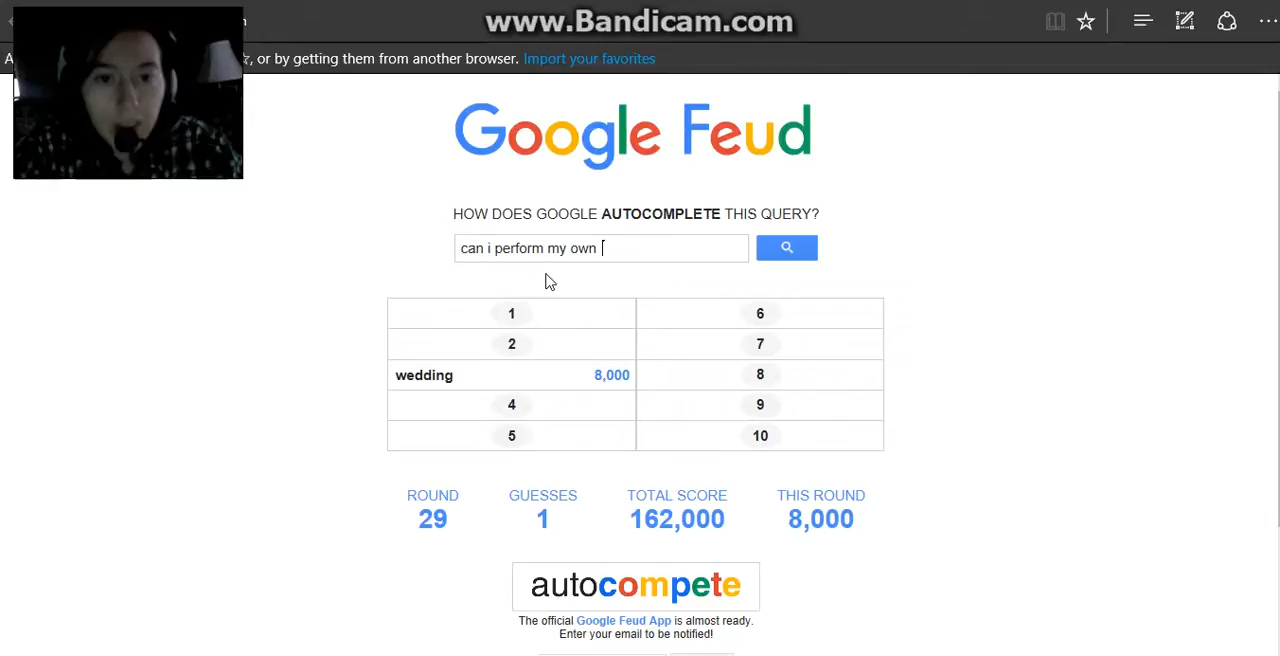 www.Bandicam.com
, or by getting them from another browser. Import your favorites
Google Feud
HOW DOES GOOGLE AUTOCOMPLETE THIS QUERY?
can i perform my own
1
6
2
7
wedding 8,000
8
4
9
5
10
ROUND GUESSES TOTAL SCORE THIS ROUND
29 1 162,000 8,000
autocompete
The official Google Feud App is almost ready.
Enter your email to be notified!